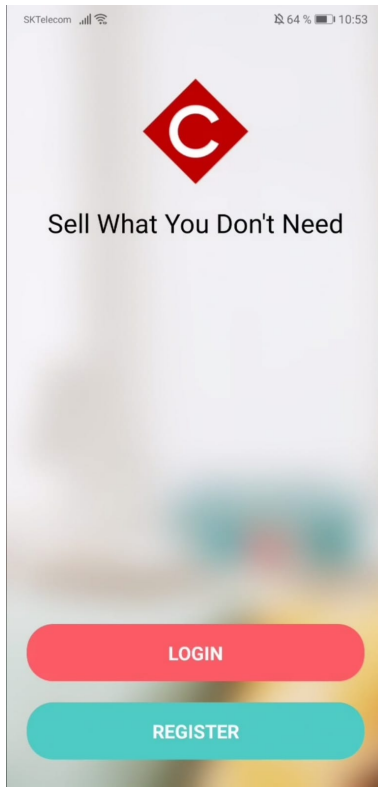 SKTelecom 64 % 10:53
C
Sell What You Don't Need
LOGIN
REGISTER